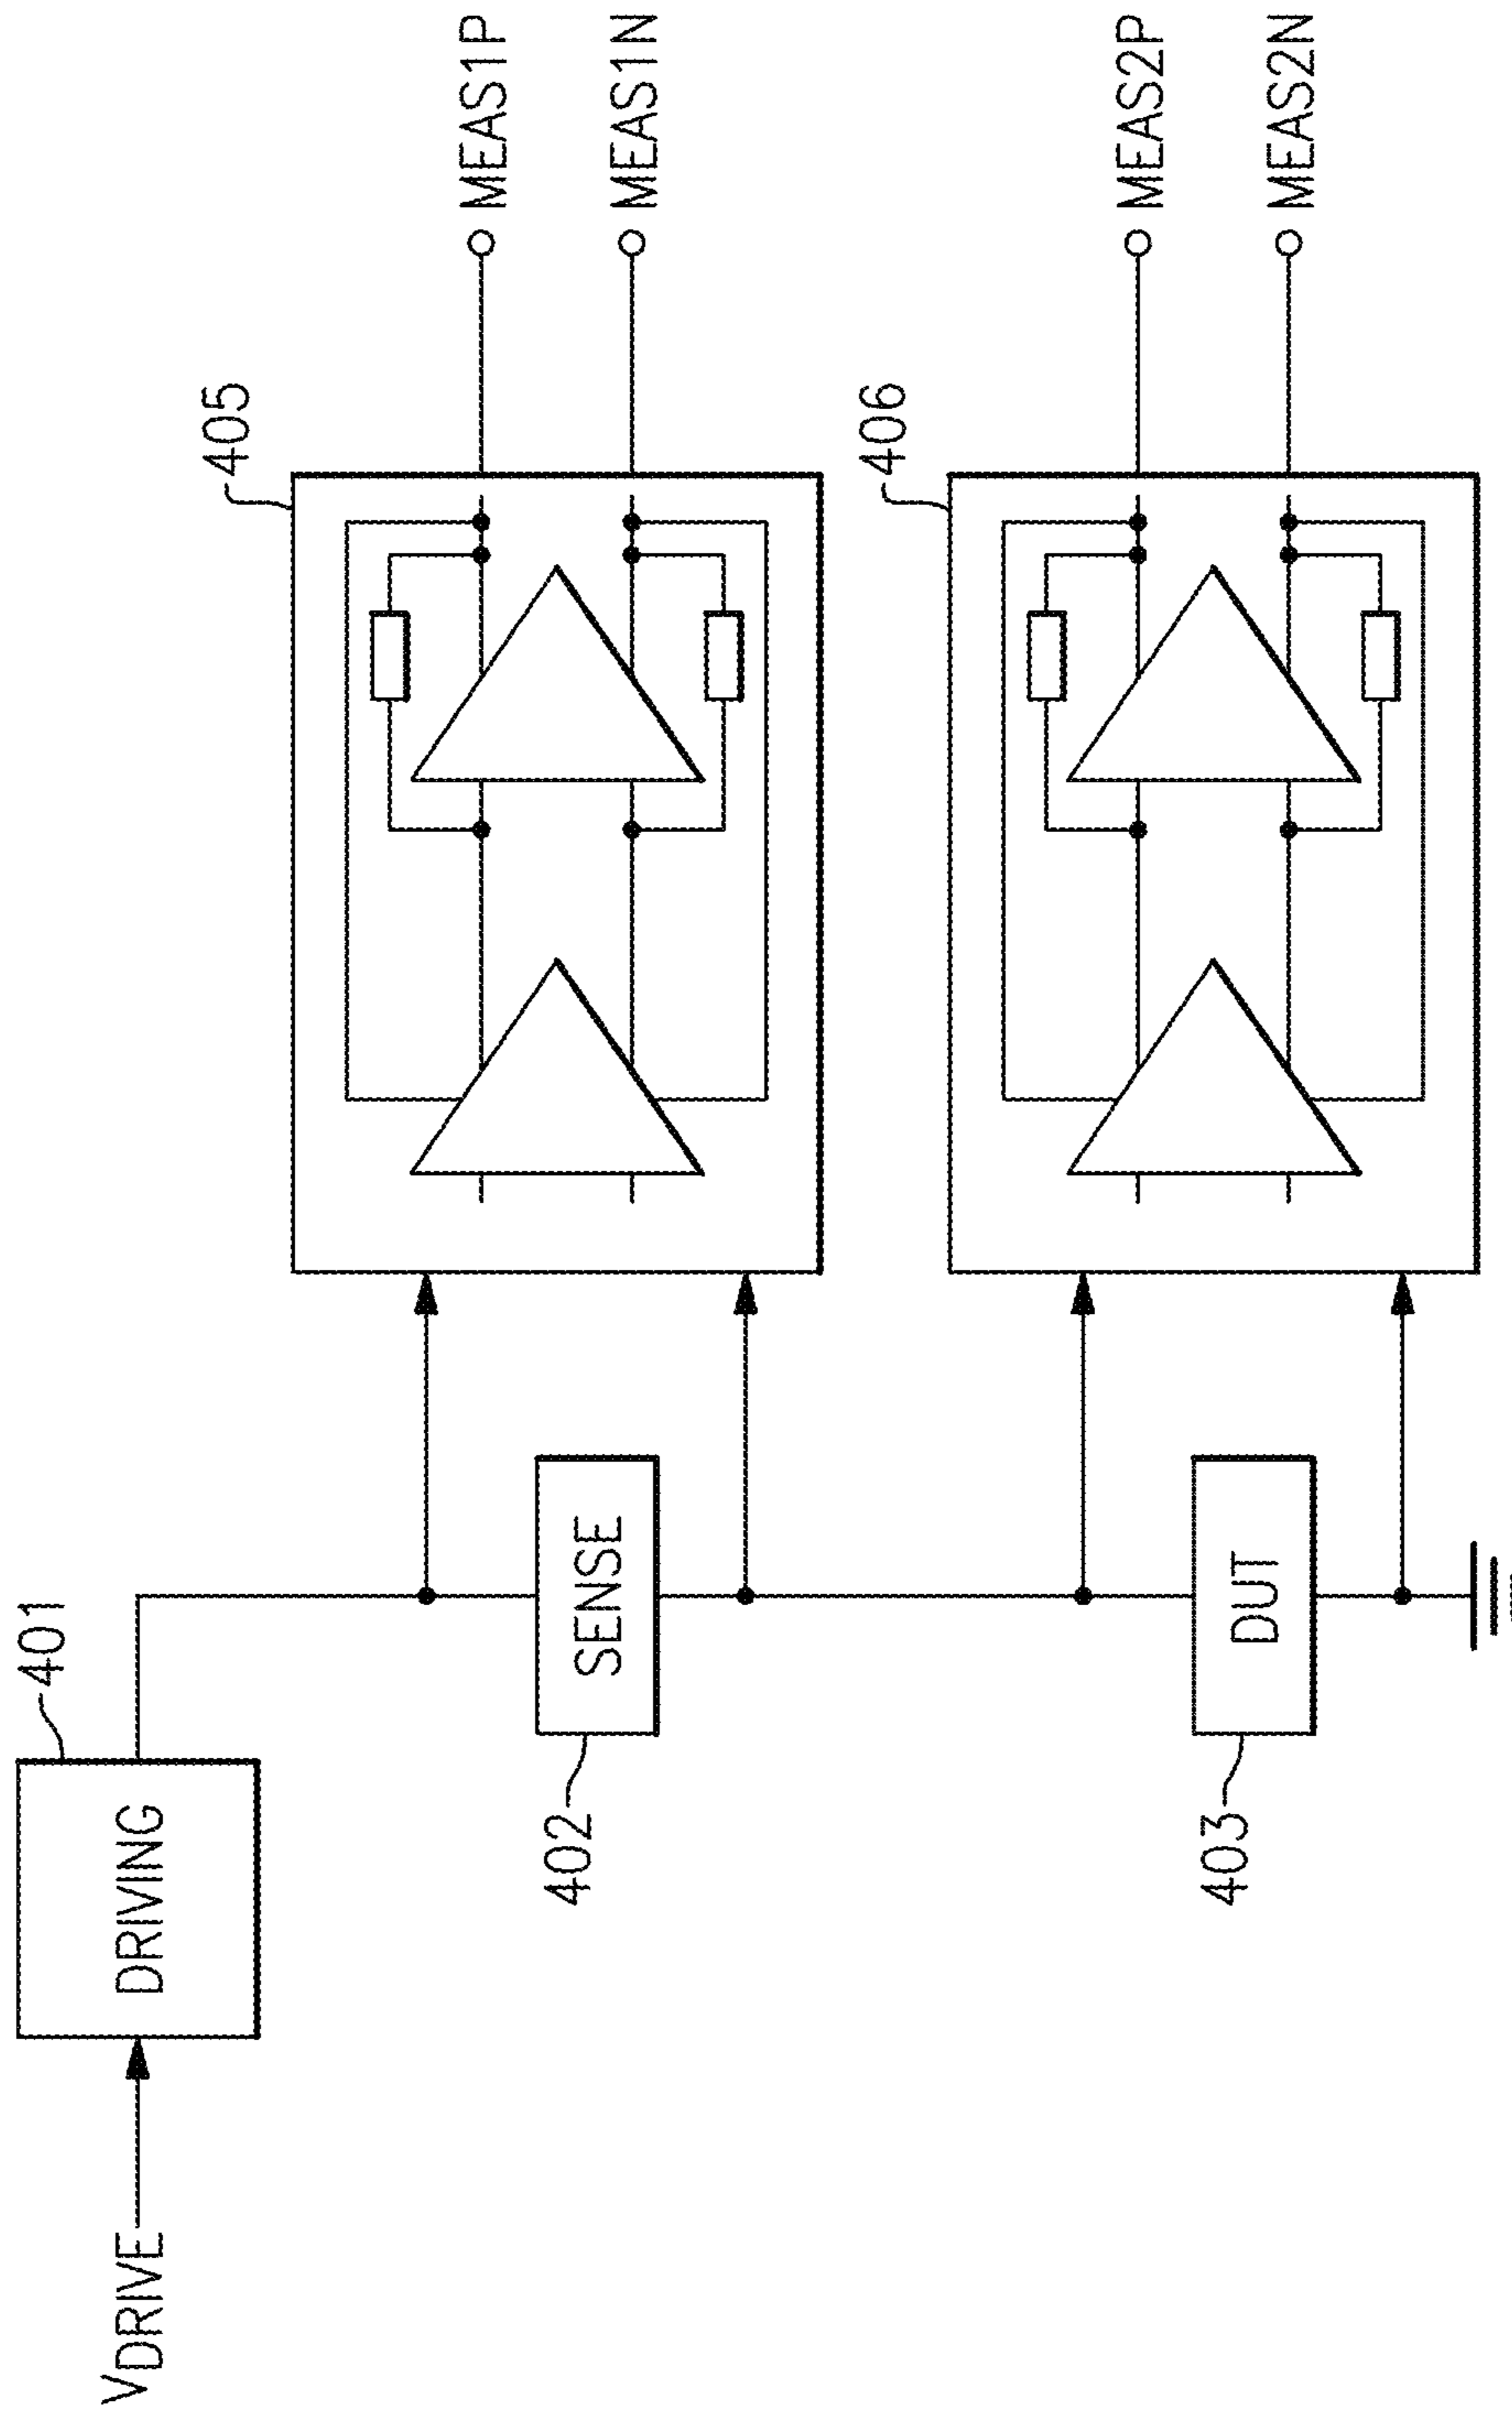 VDRIVE
DRIVING
401
SENSE
402
405
MEAS1P
MEAS1N
DUT
403
406
MEAS2P
MEAS2N